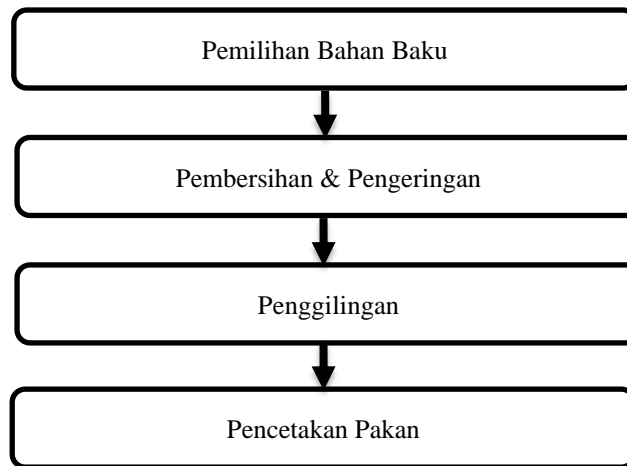 Pemilihan Bahan Baku
Pembersihan & Pengeringan
Penggilingan
Pencetakan Pakan